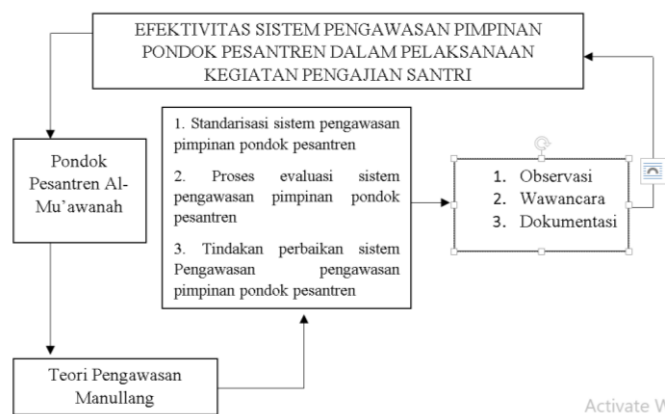 EFEKTIVITAS SISTEM PENGAWASAN PIMPINAN
PONDOK PESANTREN DALAM PELAKSANAAN
KEGIATAN PENGAJIAN SANTRI
Pondok
Pesantren Al-
Mu’awanah
1. Standarisasi sistem pengawasan
pimpinan pondok pesantren
2. Proses evaluasi sistem
pengawasan pimpinan pondok
pesantren
3. Tindakan perbaikan sistem
Pengawasan pengawasan
pimpinan pondok pesantren
1. Observasi
2. Wawancara
3. Dokumentasi
Teori Pengawasan
Manullang
Activate W